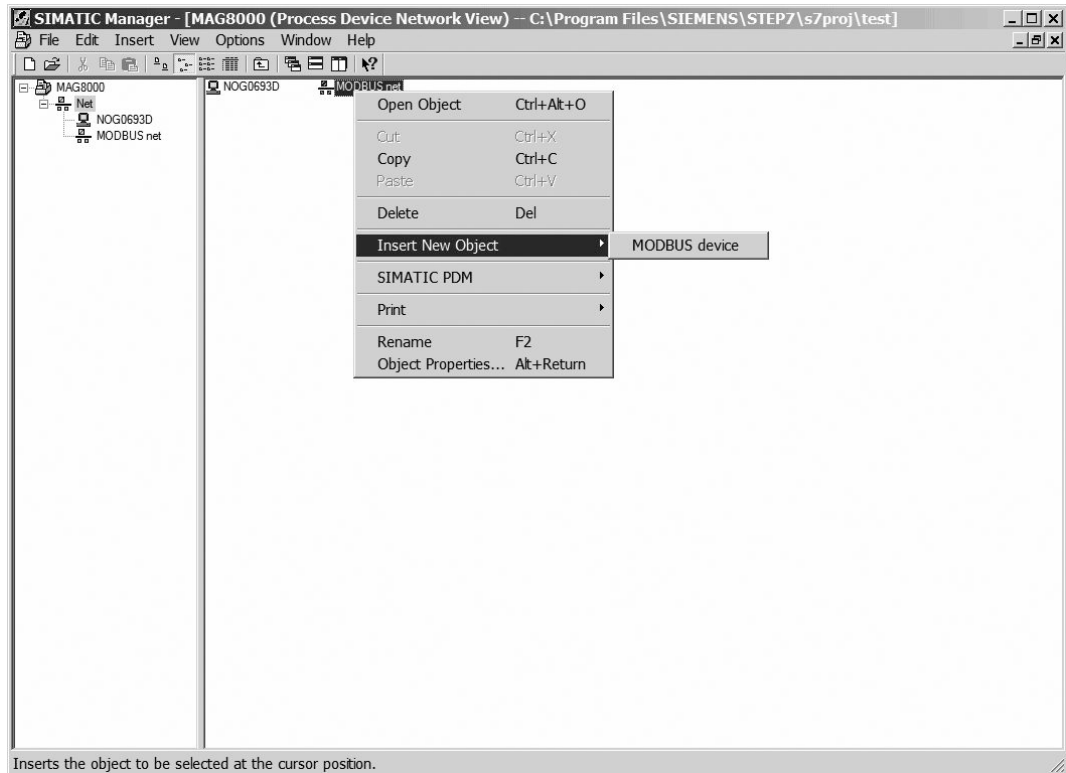 SIMATIC Manager - [MAG8000 (Process Device Network View) -- C:\Program Files\SIEMENS\STEP7\s7proj\test]
File Edit Insert View Options Window Help
MAG8000
Net
NOG0693D
MODBUS net
NOG0693D MODBUS net
Open Object Ctrl+Alt+O
Cut Ctrl+X
Copy Ctrl+C
Paste Ctrl+V
Delete Del
Insert New Object MODBUS device
SIMATIC PDM
Print
Rename F2
Object Properties... Alt+Return
Inserts the object to be selected at the cursor position.